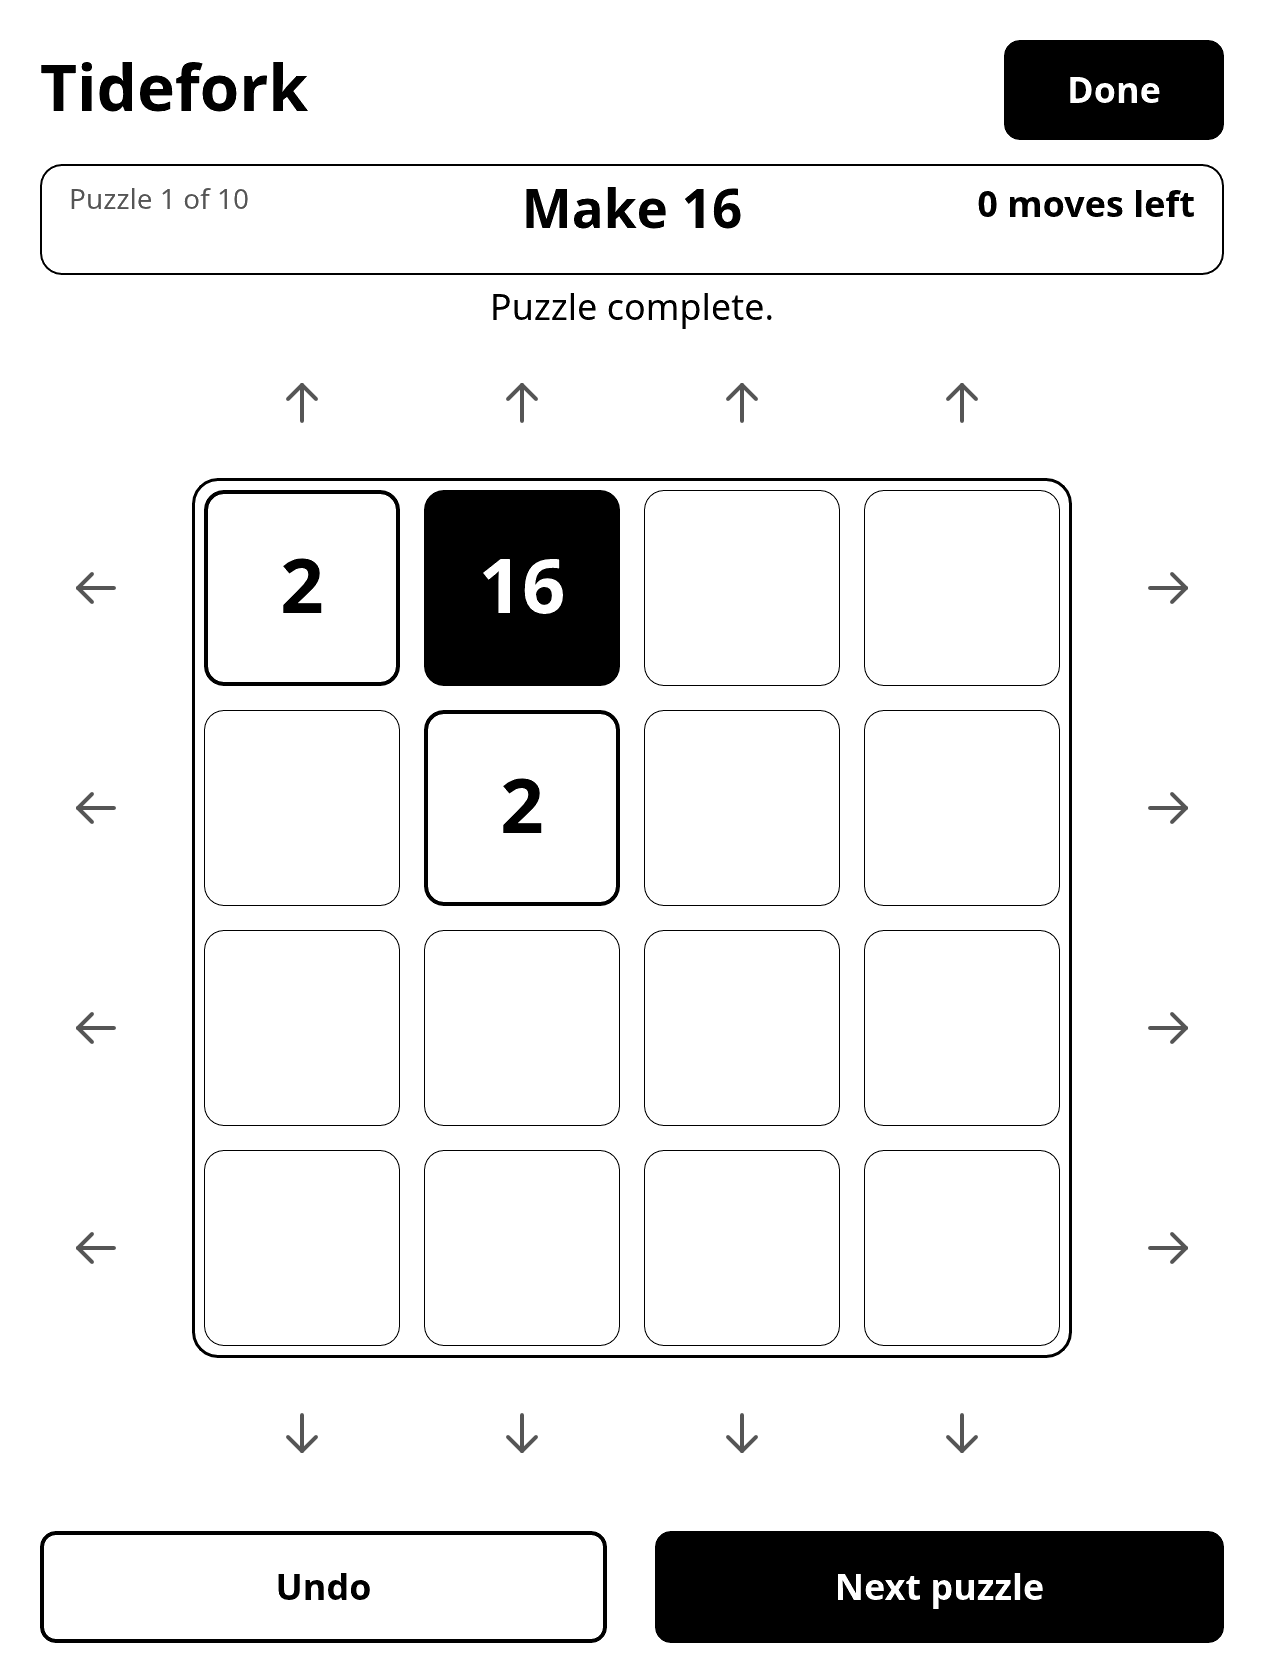 Tidefork
Done
Puzzle 1 of 10
Make 16
0 moves left
Puzzle complete.
2
16
2
Undo
Next puzzle